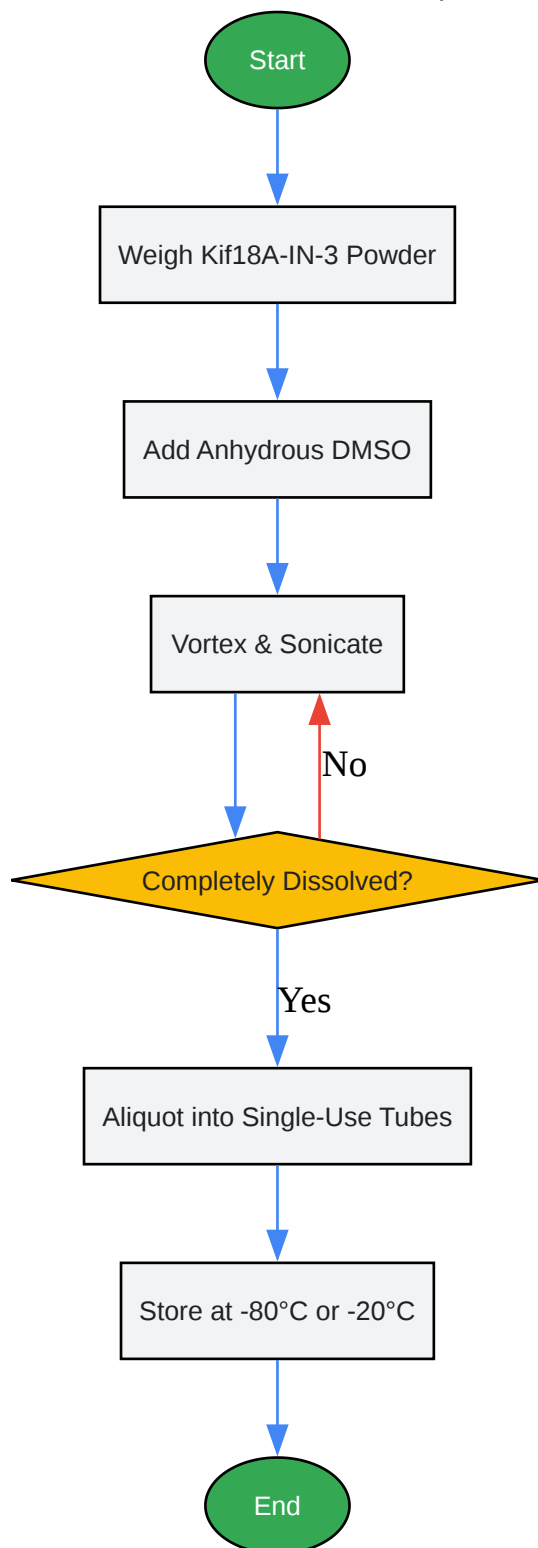 Start
Weigh Kif18A-IN-3 Powder
Add Anhydrous DMSO
Vortex & Sonicate
No
Completely Dissolved?
Yes
Aliquot into Single-Use Tubes
Store at -80°C or -20°C
End